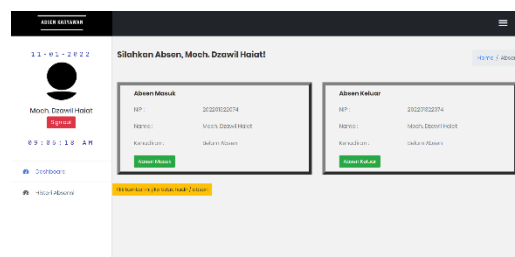 ABSEN KARYAWAN
11-01-2022
Silahkan Absen, Moch. Dzawil Haiat!
Home / Absen
Moch. Dzawil Haiat
Signout
09:05:18 AM
Dashboard
Histori Absensi
Absen Masuk
NIP :
Nama :
Moch. Dzawil Haiat
Kehadiran :
Belum Absen
Absen Masuk
Absen Keluar
NIP :
Nama :
Moch. Dzawil Haiat
Kehadiran :
Belum Absen
Absen Keluar